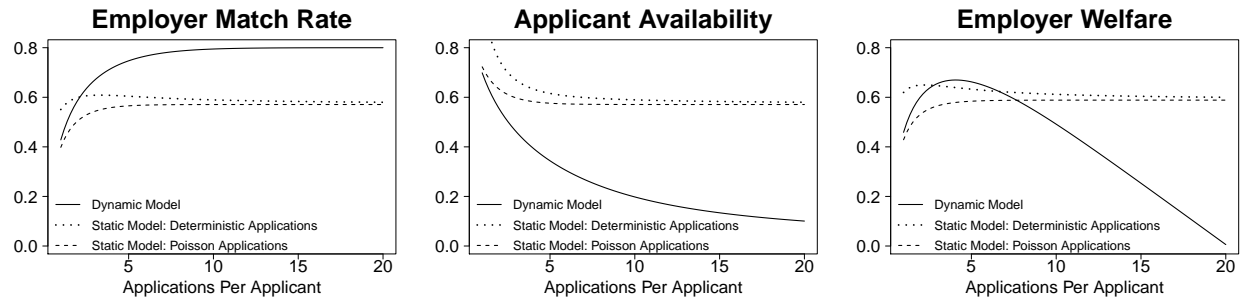 Employer Match Rate
0.8
0.6
0.4
0.2
0.0
Dynamic Model
Static Model: Deterministic Applications
Static Model: Poisson Applications
5 10 15 20
Applications Per Applicant
Applicant Availability
0.8
0.6
0.4
0.2
0.0
Dynamic Model
Static Model: Deterministic Applications
Static Model: Poisson Applications
5 10 15 20
Applications Per Applicant
Employer Welfare
0.8
0.6
0.4
0.2
0.0
Dynamic Model
Static Model: Deterministic Applications
Static Model: Poisson Applications
5 10 15 20
Applications Per Applicant